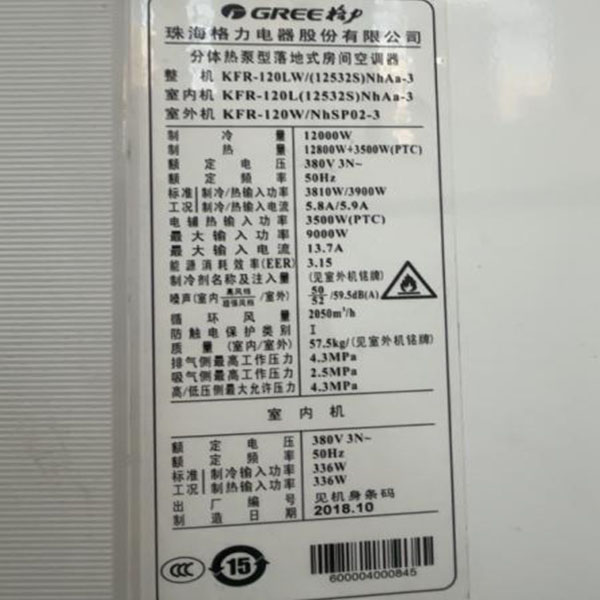 GREE 格力
珠海格力电器股份有限公司
分体热泵型落地式房间空调器
整 机 KFR-120LW/(12532S)NhAa-3
室内机 KFR-120L(12532S)NhAa-3
室外机 KFR-120W/NhSP02-3
制冷量 12000W
制热量 12800W+3500W(PTC)
额定电压 380V 3N~
额定频率 50Hz
标准工况 制冷/热输入功率 3810W/3900W
制冷/热输入电流 5.8A/5.9A
电辅热输入功率 3500W(PTC)
最大输入功率 9000W
最大输入电流 13.7A
能源消耗效率(EER) 3.15
制冷剂名称及注入量 (见室外机铭牌)
噪声(室内 高风档/超强风档 /室外) 50/52 /59.5dB(A)
循环风量 2050m³/h
防触电保护类别 I
质量 (室内/室外) 57.5kg/(见室外机铭牌)
排气侧最高工作压力 4.3MPa
吸气侧最高工作压力 2.5MPa
高/低压侧最大允许压力 4.3MPa
室内机
额定电压 380V 3N~
额定频率 50Hz
标准工况 制冷输入功率 336W
制热输入功率 336W
出厂编号 见机身条码
制造日期 2018.10
CCC 15
600004000845